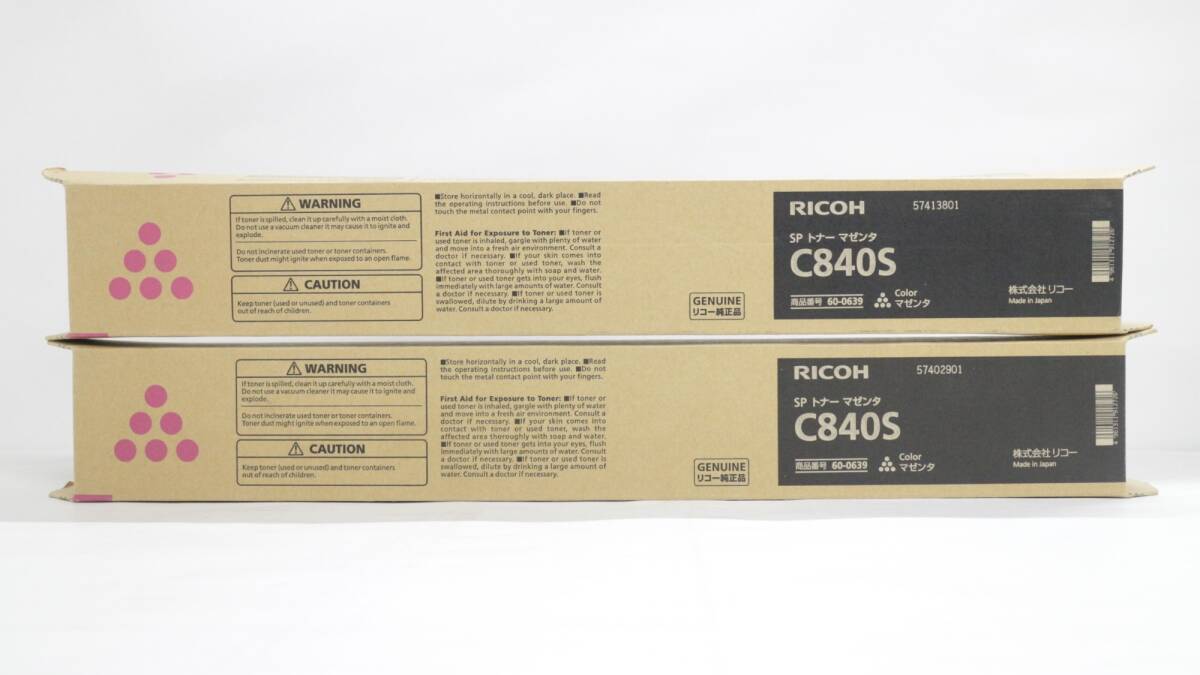 WARNING
If toner is spilled, clean it up carefully with a moist cloth.
Do not use a vacuum cleaner it may cause it to ignite and
explode.
Do not incinerate used toner or toner containers.
Toner dust might ignite when exposed to an open flame.
CAUTION
Keep toner (used or unused) and toner containers
out of reach of children.
■Store horizontally in a cool, dark place. ■Read
the operating instructions before use. ■Do not
touch the metal contact point with your fingers.
First Aid for Exposure to Toner: ■If toner or
used toner is inhaled, gargle with plenty of water
and move into a fresh air environment. Consult a
doctor if necessary. ■If your skin comes into
contact with toner or used toner, wash the
affected area thoroughly with soap and water.
■If toner or used toner gets into your eyes, flush
immediately with large amounts of water. Consult
a doctor if necessary. ■If toner or used toner is
swallowed, dilute by drinking a large amount of
water. Consult a doctor if necessary.
GENUINE
リコー純正品
RICOH 57413801
SP トナー マゼンタ
C840S
商品番号 60-0639
Color
マゼンタ
株式会社リコー
Made in Japan
WARNING
If toner is spilled, clean it up carefully with a moist cloth.
Do not use a vacuum cleaner it may cause it to ignite and
explode.
Do not incinerate used toner or toner containers.
Toner dust might ignite when exposed to an open flame.
CAUTION
Keep toner (used or unused) and toner containers
out of reach of children.
■Store horizontally in a cool, dark place. ■Read
the operating instructions before use. ■Do not
touch the metal contact point with your fingers.
First Aid for Exposure to Toner: ■If toner or
used toner is inhaled, gargle with plenty of water
and move into a fresh air environment. Consult a
doctor if necessary. ■If your skin comes into
contact with toner or used toner, wash the
affected area thoroughly with soap and water.
■If toner or used toner gets into your eyes, flush
immediately with large amounts of water. Consult
a doctor if necessary. ■If toner or used toner is
swallowed, dilute by drinking a large amount of
water. Consult a doctor if necessary.
GENUINE
リコー純正品
RICOH 57402901
SP トナー マゼンタ
C840S
商品番号 60-0639
Color
マゼンタ
株式会社リコー
Made in Japan